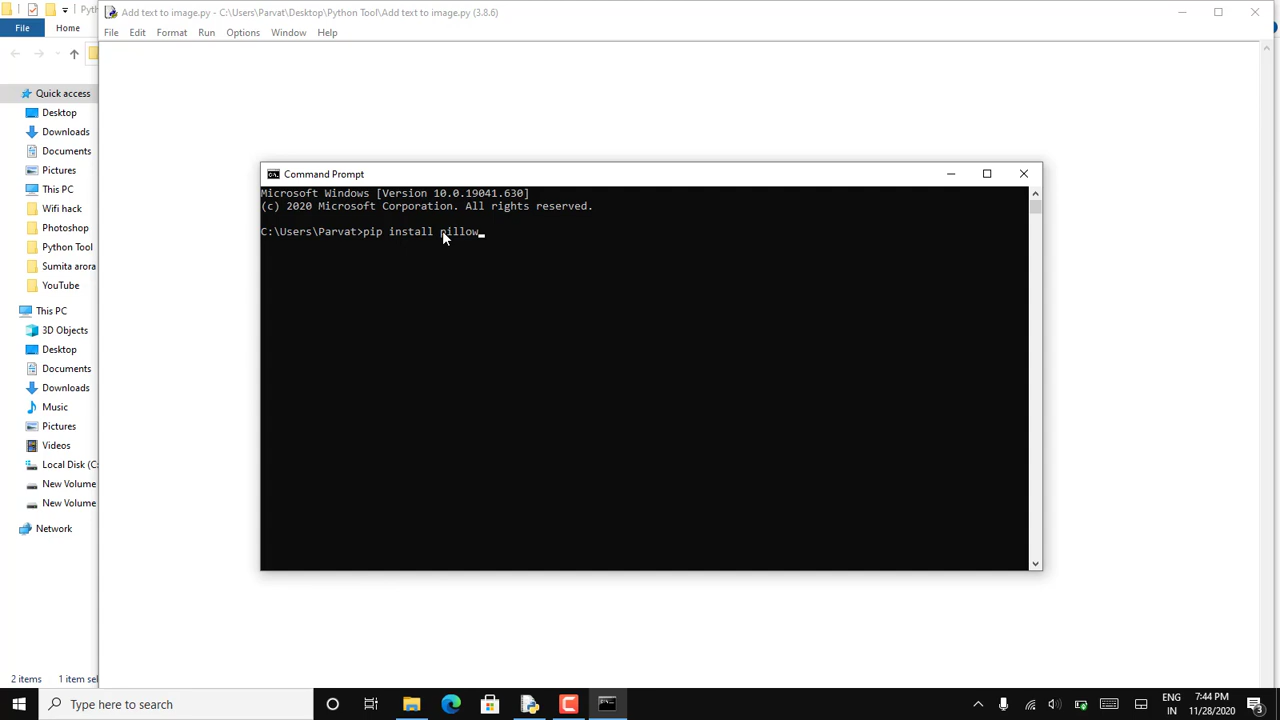 Add text to image.py - C:\Users\Parvat\Desktop\Python Tool\Add text to image.py (3.8.6)
File
Home
File Edit Format Run Options Window Help
Quick access
Desktop
Downloads
Documents
Pictures
This PC
Wifi hack
Photoshop
Python Tool
Sumita arora
YouTube
This PC
3D Objects
Desktop
Documents
Downloads
Music
Pictures
Videos
Local Disk (C:
New Volume
New Volume
Network
2 items 1 item sel
Command Prompt
Microsoft Windows [Version 10.0.19041.630]
(c) 2020 Microsoft Corporation. All rights reserved.
C:\Users\Parvat>pip install pillow_
Type here to search
ENG
IN
7:44 PM
11/28/2020
3